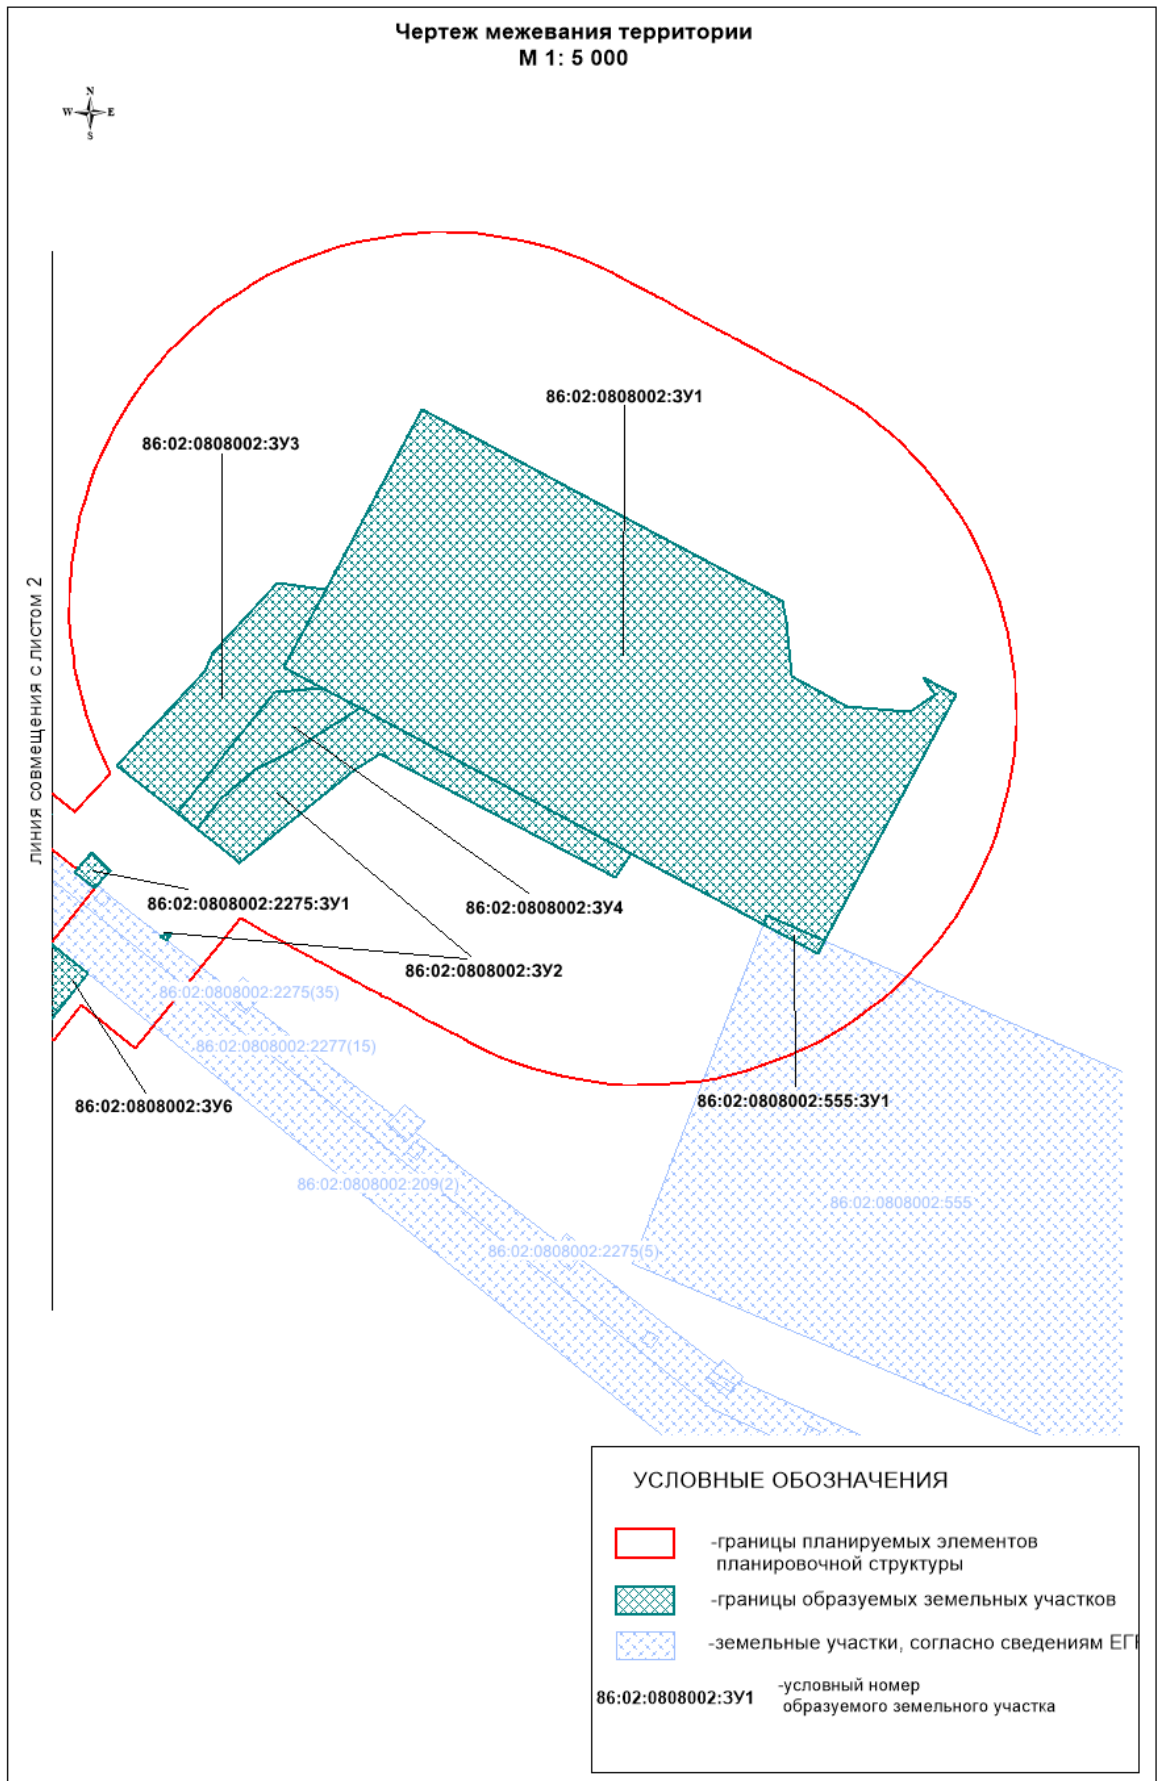 Чертеж межевания территории
М 1: 5 000
N
W E
S
линия совмещения с листом 2
86:02:0808002:ЗУ1
86:02:0808002:ЗУ3
86:02:0808002:2275:ЗУ1
86:02:0808002:ЗУ4
86:02:0808002:ЗУ2
86:02:0808002:2275(35)
86:02:0808002:2277(15)
86:02:0808002:ЗУ6
86:02:0808002:555:ЗУ1
86:02:0808002:209(2)
86:02:0808002:555
86:02:0808002:2275(5)
УСЛОВНЫЕ ОБОЗНАЧЕНИЯ
-границы планируемых элементов
планировочной структуры
-границы образуемых земельных участков
-земельные участки, согласно сведениям ЕГР
86:02:0808002:ЗУ1
-условный номер
образуемого земельного участка